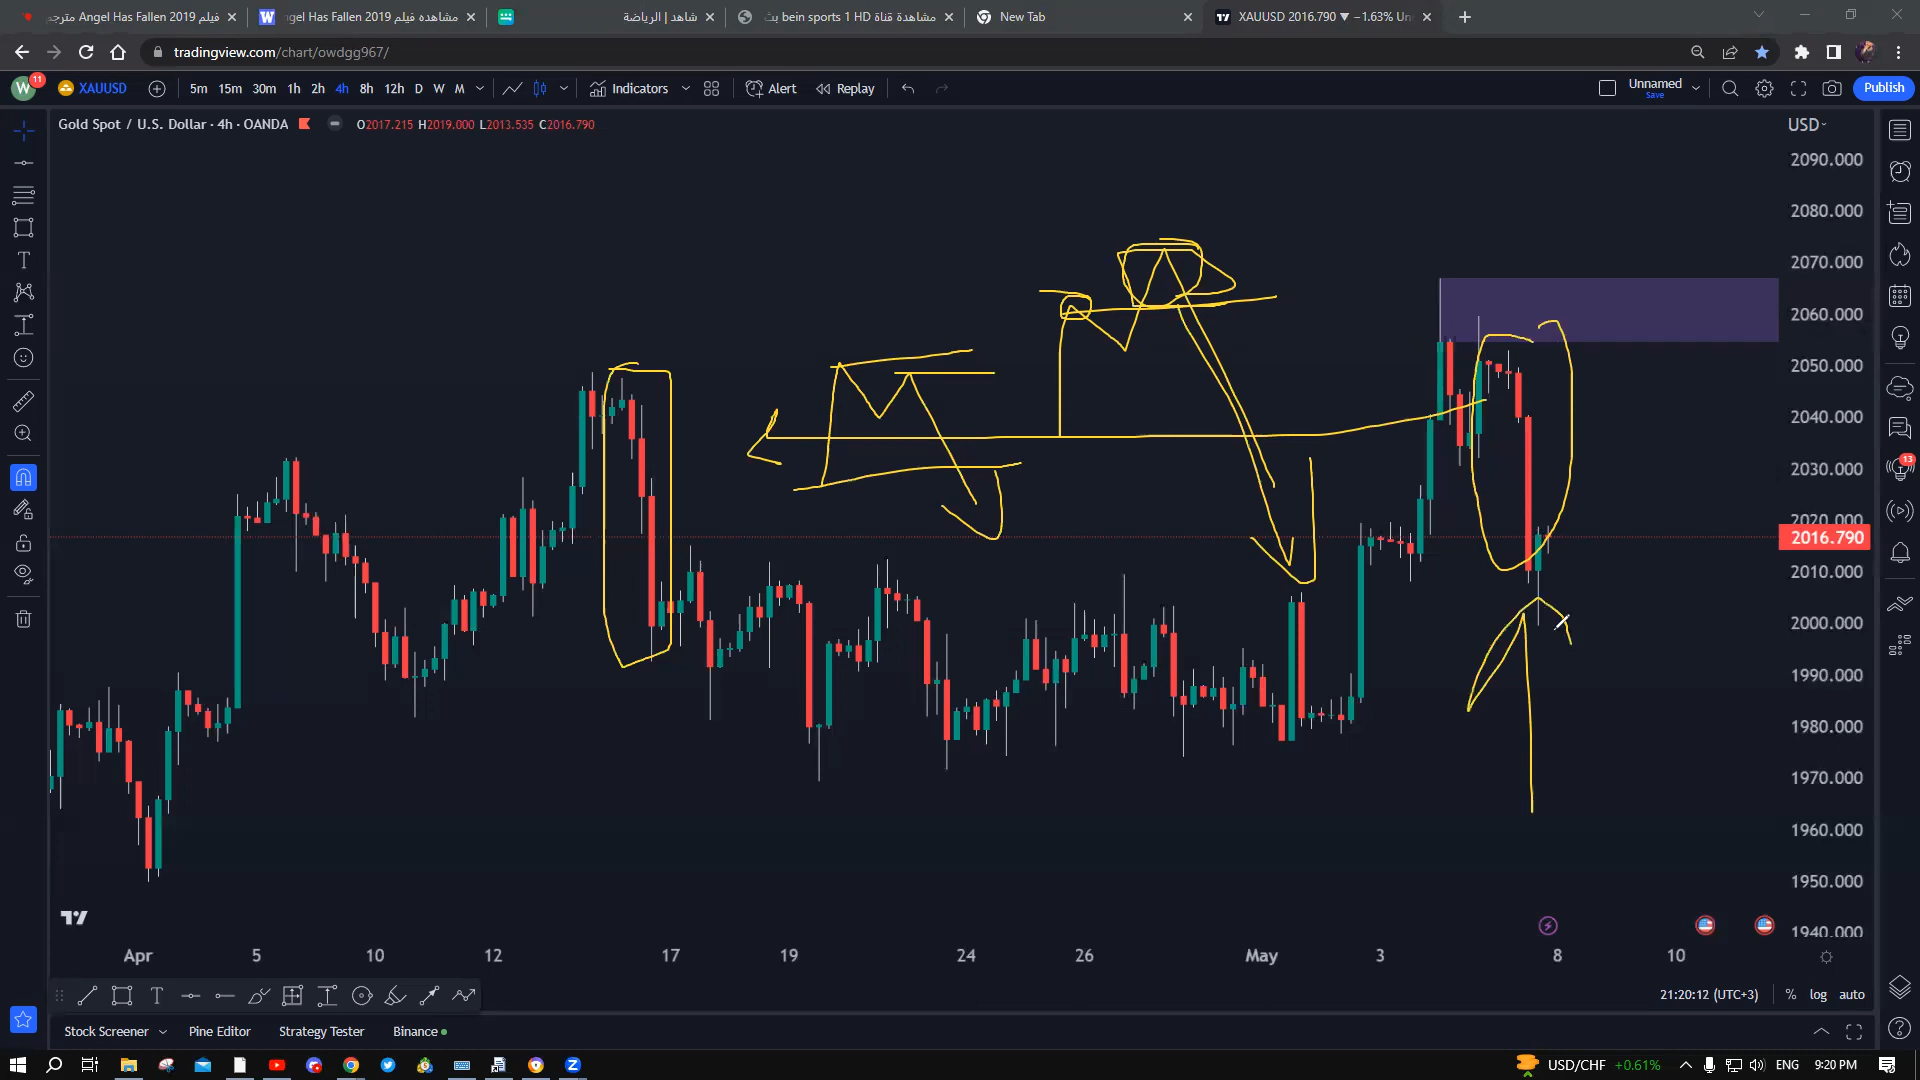 فيلم Angel Has Fallen 2019 مترجم
مشاهده فيلم Angel Has Fallen 2019
شاهد | الرياضة
مشاهدة قناة bein sports 1 HD بث
New Tab
XAUUSD 2016.790 ▼ −1.63% Un
tradingview.com/chart/owdgg967/
W 11 XAUUSD 5m 15m 30m 1h 2h 4h 8h 12h D W M Indicators Alert Replay Unnamed Save Publish
Gold Spot / U.S. Dollar · 4h · OANDA O2017.215 H2019.000 L2013.535 C2016.790
USD
2090.000
2080.000
2070.000
2060.000
2050.000
2040.000
2030.000
2020.000
2016.790
2010.000
2000.000
1990.000
1980.000
1970.000
1960.000
1950.000
1940.000
13
Apr 5 10 12 17 19 24 26 May 3 8 10
21:20:12 (UTC+3) % log auto
Stock Screener Pine Editor Strategy Tester Binance
USD/CHF +0.61% ENG 9:20 PM